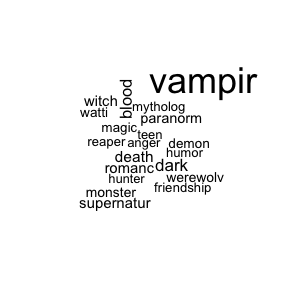 vampir
blood
witch
mytholog
watti
paranorm
magic
teen
reaper
anger
demon
humor
death
dark
romanc
hunter
werewolv
friendship
monster
supernatur